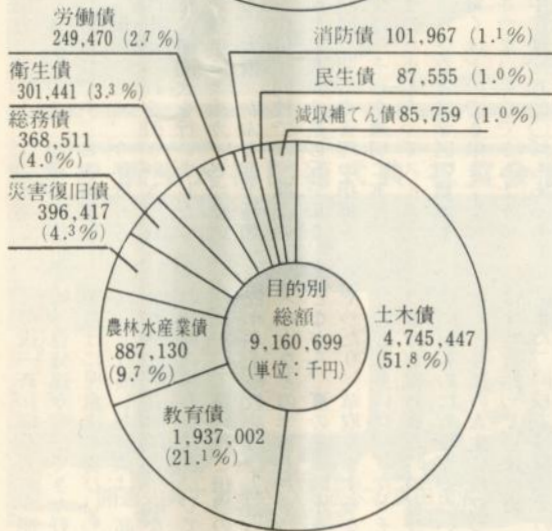 労働債
249,470 (2.7 %)
衛生債
301,441 (3.3 %)
総務債
368,511
(4.0%)
災害復旧債
396,417
(4.3%)
農林水産業債
887,130
(9.7 %)
教育債
1,937,002
(21.1%)
消防債 101,967 (1.1%)
民生債 87,555 (1.0%)
減収補てん債 85,759 (1.0%)
土木債
4,745,447
(51.8%)
目的別
総額
9,160,699
(単位：千円)